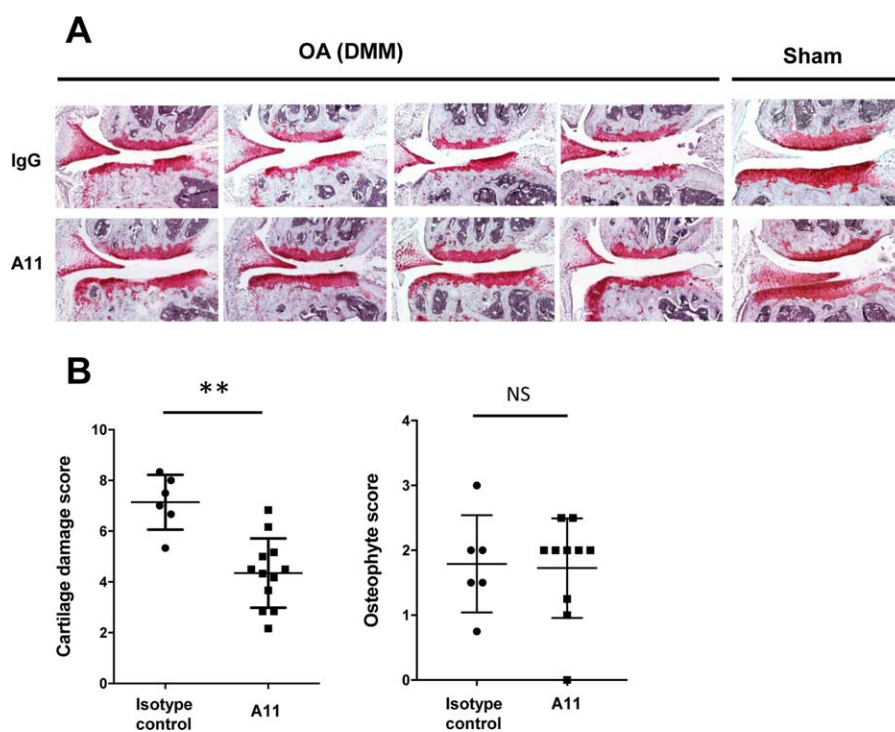 A
OA (DMM)
Sham
IgG
A11
B
**
NS
Cartilage damage score
10
8
6
4
2
0
Isotype
control
A11
Osteophyte score
4
3
2
1
0
Isotype
control
A11